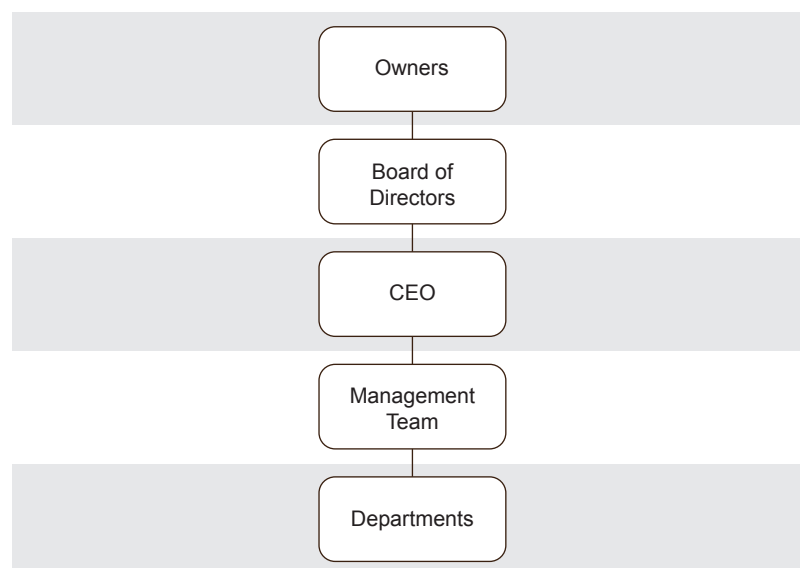 Owners
Board of
Directors
CEO
Management
Team
Departments